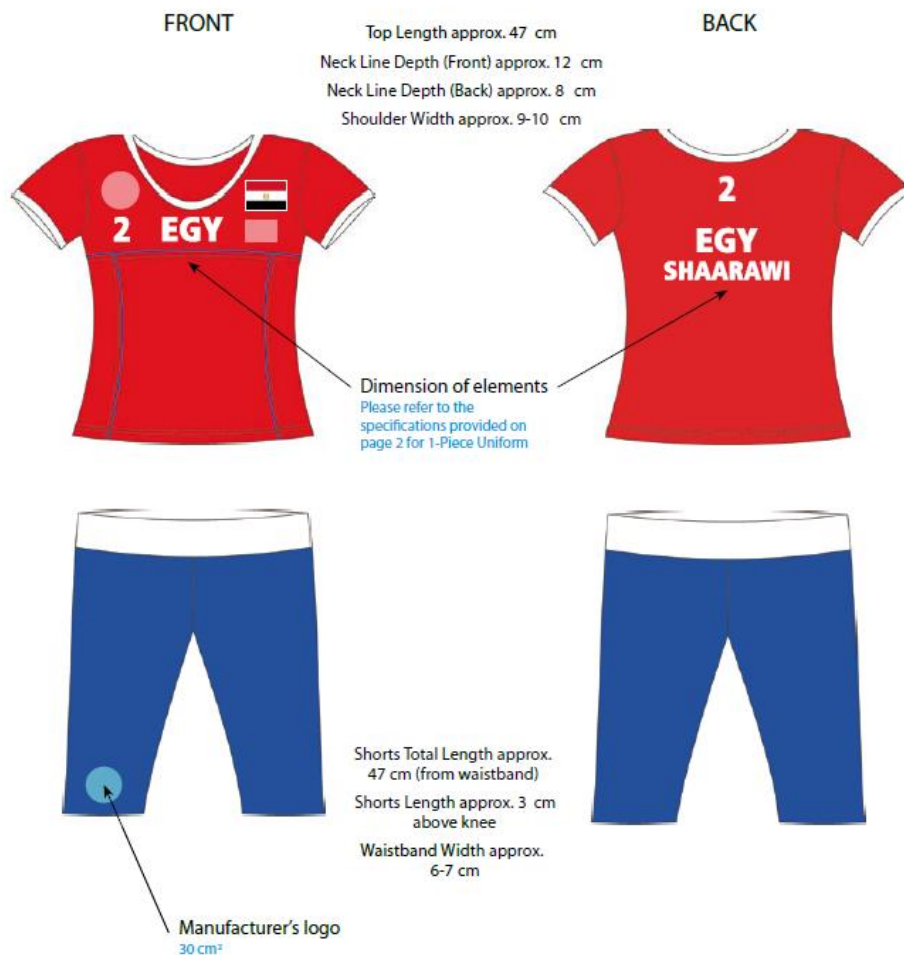 FRONT
BACK
Top Length approx. 47 cm
Neck Line Depth (Front) approx. 12 cm
Neck Line Depth (Back) approx. 8 cm
Shoulder Width approx. 9-10 cm
2 EGY
2
EGY
SHAARAWI
Dimension of elements
Please refer to the
specifications provided on
page 2 for 1-Piece Uniform
Shorts Total Length approx.
47 cm (from waistband)
Shorts Length approx. 3 cm
above knee
Waistband Width approx.
6-7 cm
Manufacturer's logo
30 cm²